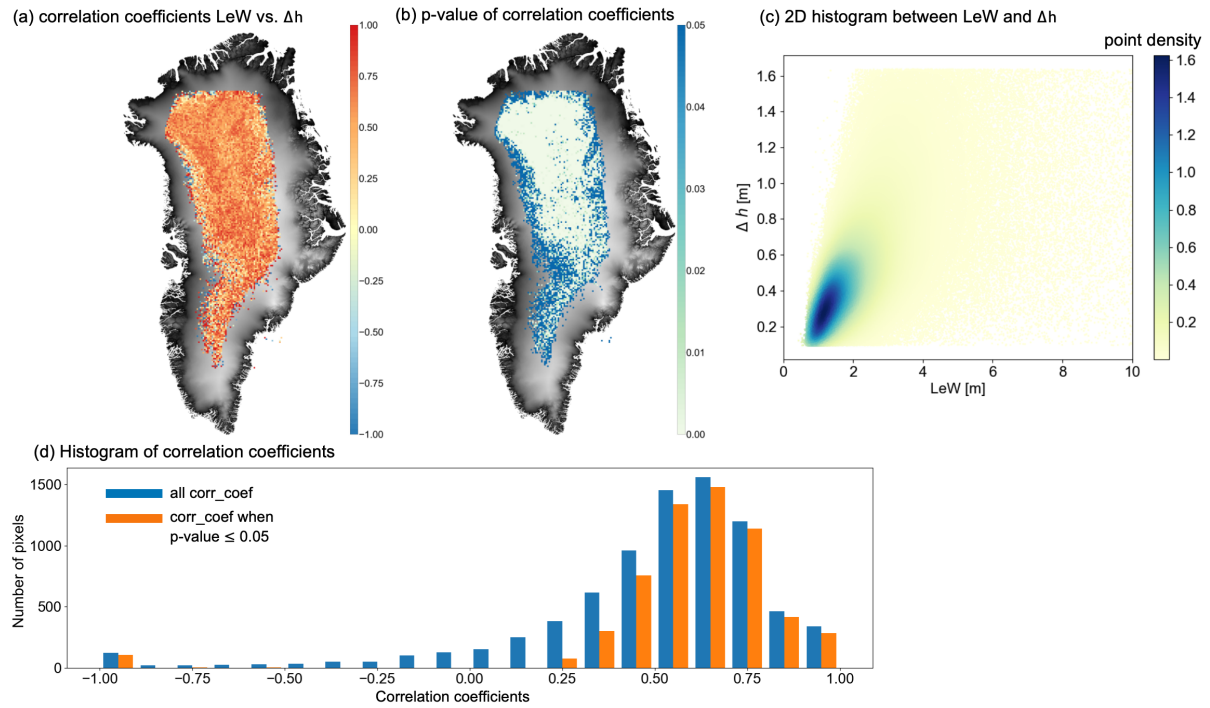 (a) correlation coefficients LeW vs. Δh
(b) p-value of correlation coefficients
(c) 2D histogram between LeW and Δh
point density
1.00
0.75
0.50
0.25
0.00
−0.25
−0.50
−0.75
−1.00
0.05
0.04
0.03
0.02
0.01
0.00
Δ h [m]
1.6
1.4
1.2
1.0
0.8
0.6
0.4
0.2
0 2 4 6 8 10
LeW [m]
1.6
1.4
1.2
1.0
0.8
0.6
0.4
0.2
(d) Histogram of correlation coefficients
Number of pixels
1500
1000
500
0
all corr_coef
corr_coef when
p-value ≤ 0.05
−1.00 −0.75 −0.50 −0.25 0.00 0.25 0.50 0.75 1.00
Correlation coefficients